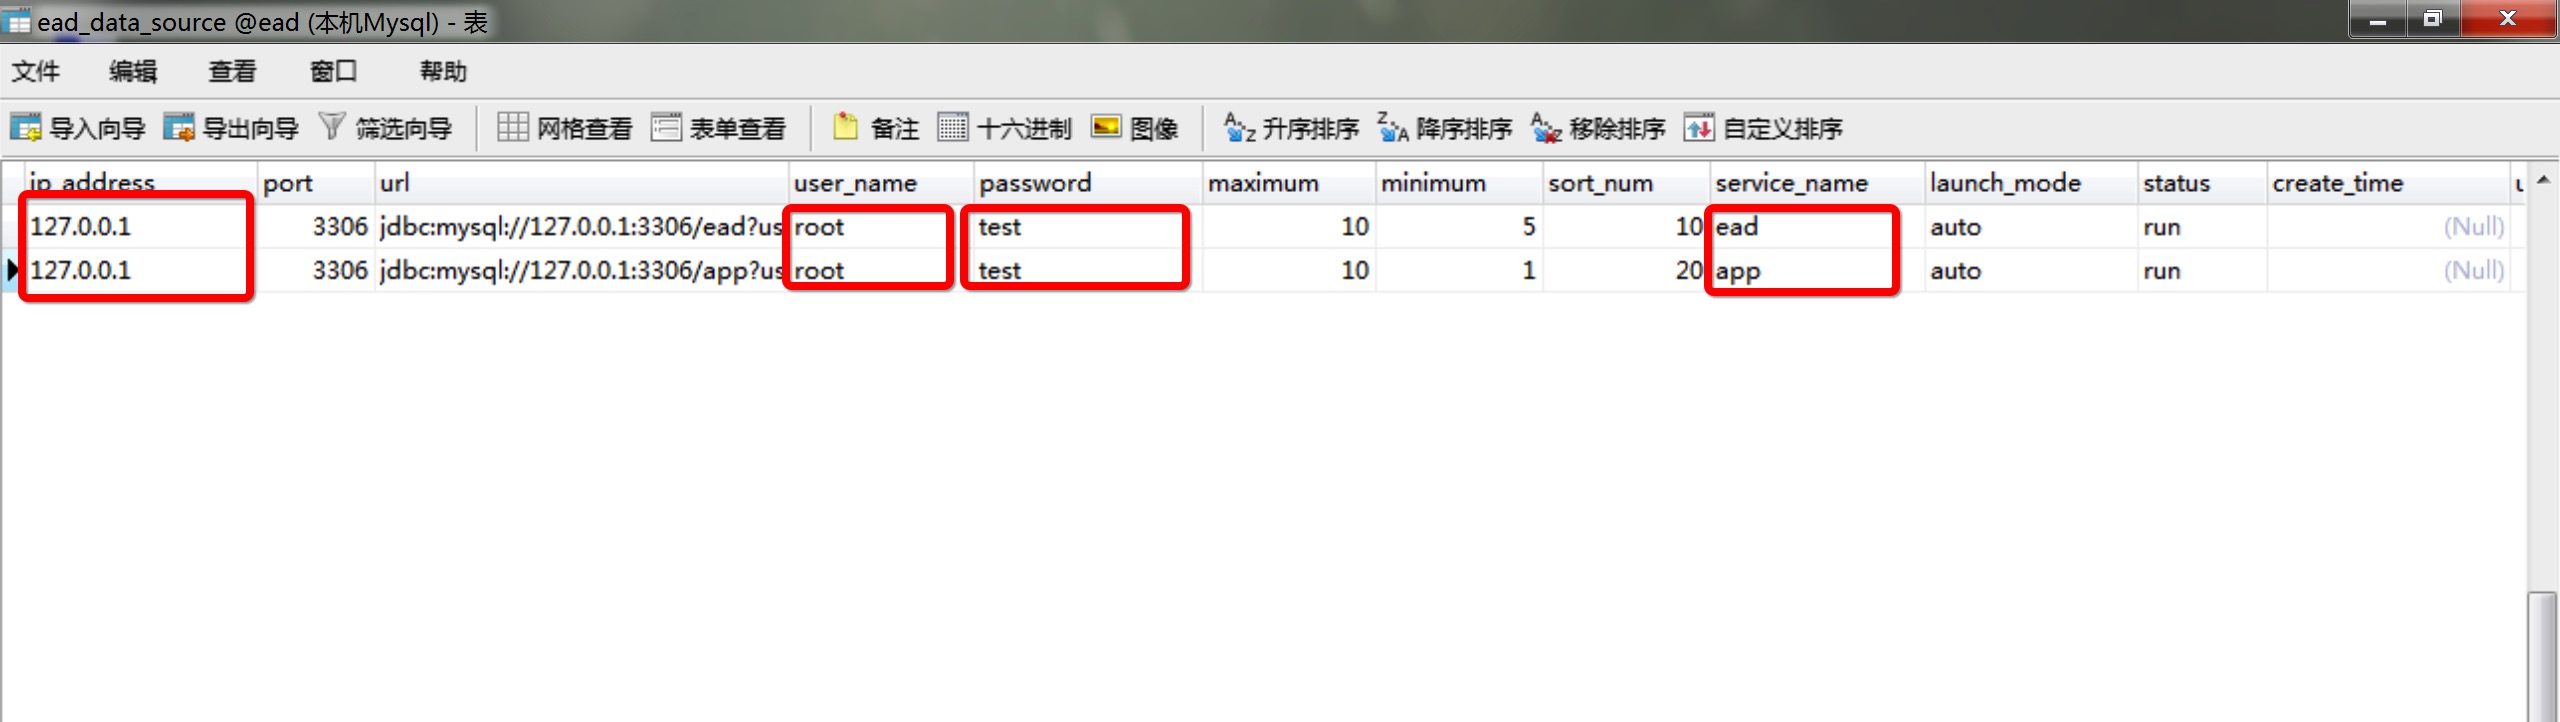 ead_data_source @ead (本机Mysql) - 表
文件 编辑 查看 窗口 帮助
导入向导 导出向导 筛选向导 网格查看 表单查看 备注 十六进制 图像 升序排序 降序排序 移除排序 自定义排序
ip_address port url user_name password maximum minimum sort_num service_name launch_mode status create_time u
127.0.0.1 3306 jdbc:mysql://127.0.0.1:3306/ead?us root test 10 5 10 ead auto run (Null)
127.0.0.1 3306 jdbc:mysql://127.0.0.1:3306/app?us root test 10 1 20 app auto run (Null)